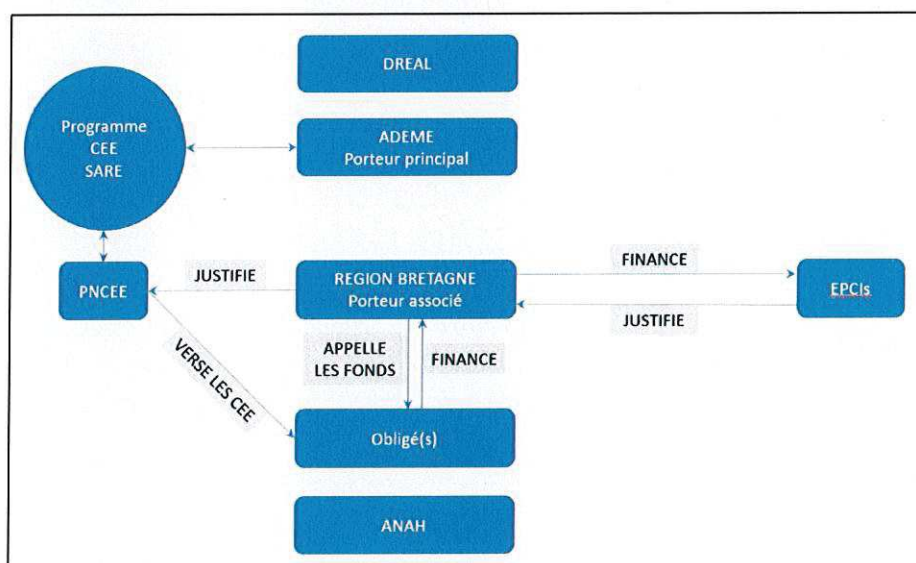 DREAL
Programme
CEE
SARE
ADEME
Porteur principal
PNCEE
JUSTIFIE
REGION BRETAGNE
Porteur associé
FINANCE
JUSTIFIE
EPCIs
APPELLE
LES FONDS
FINANCE
VERSE LES CEE
Obligé(s)
ANAH